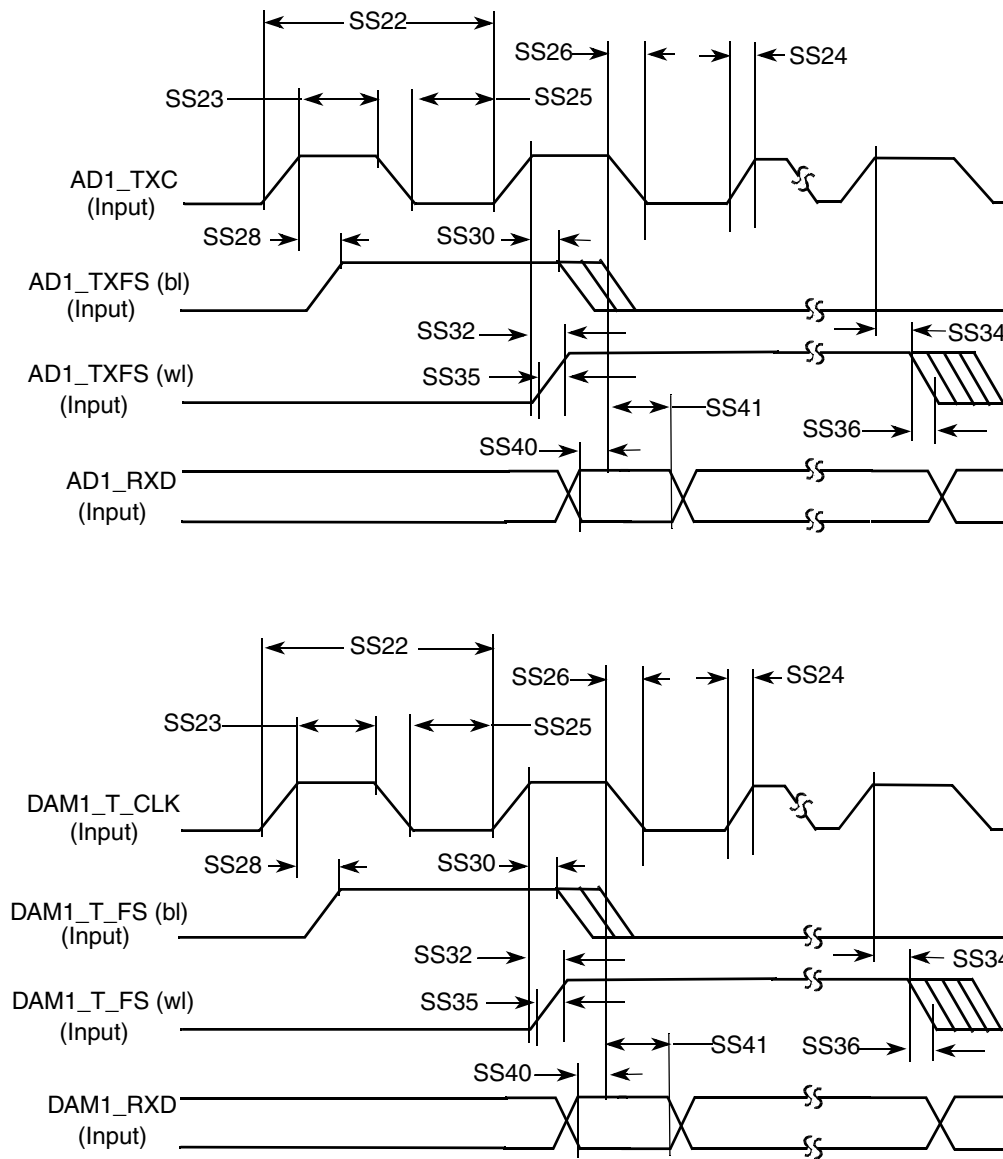 SS22
SS26
SS24
SS23
SS25
AD1_TXC
(Input)
SS28
SS30
AD1_TXFS (bl)
(Input)
SS32
SS34
AD1_TXFS (wl)
(Input)
SS35
SS41
SS36
SS40
AD1_RXD
(Input)
SS22
SS26
SS24
SS23
SS25
DAM1_T_CLK
(Input)
SS28
SS30
DAM1_T_FS (bl)
(Input)
SS32
SS34
DAM1_T_FS (wl)
(Input)
SS35
SS41
SS36
SS40
DAM1_RXD
(Input)